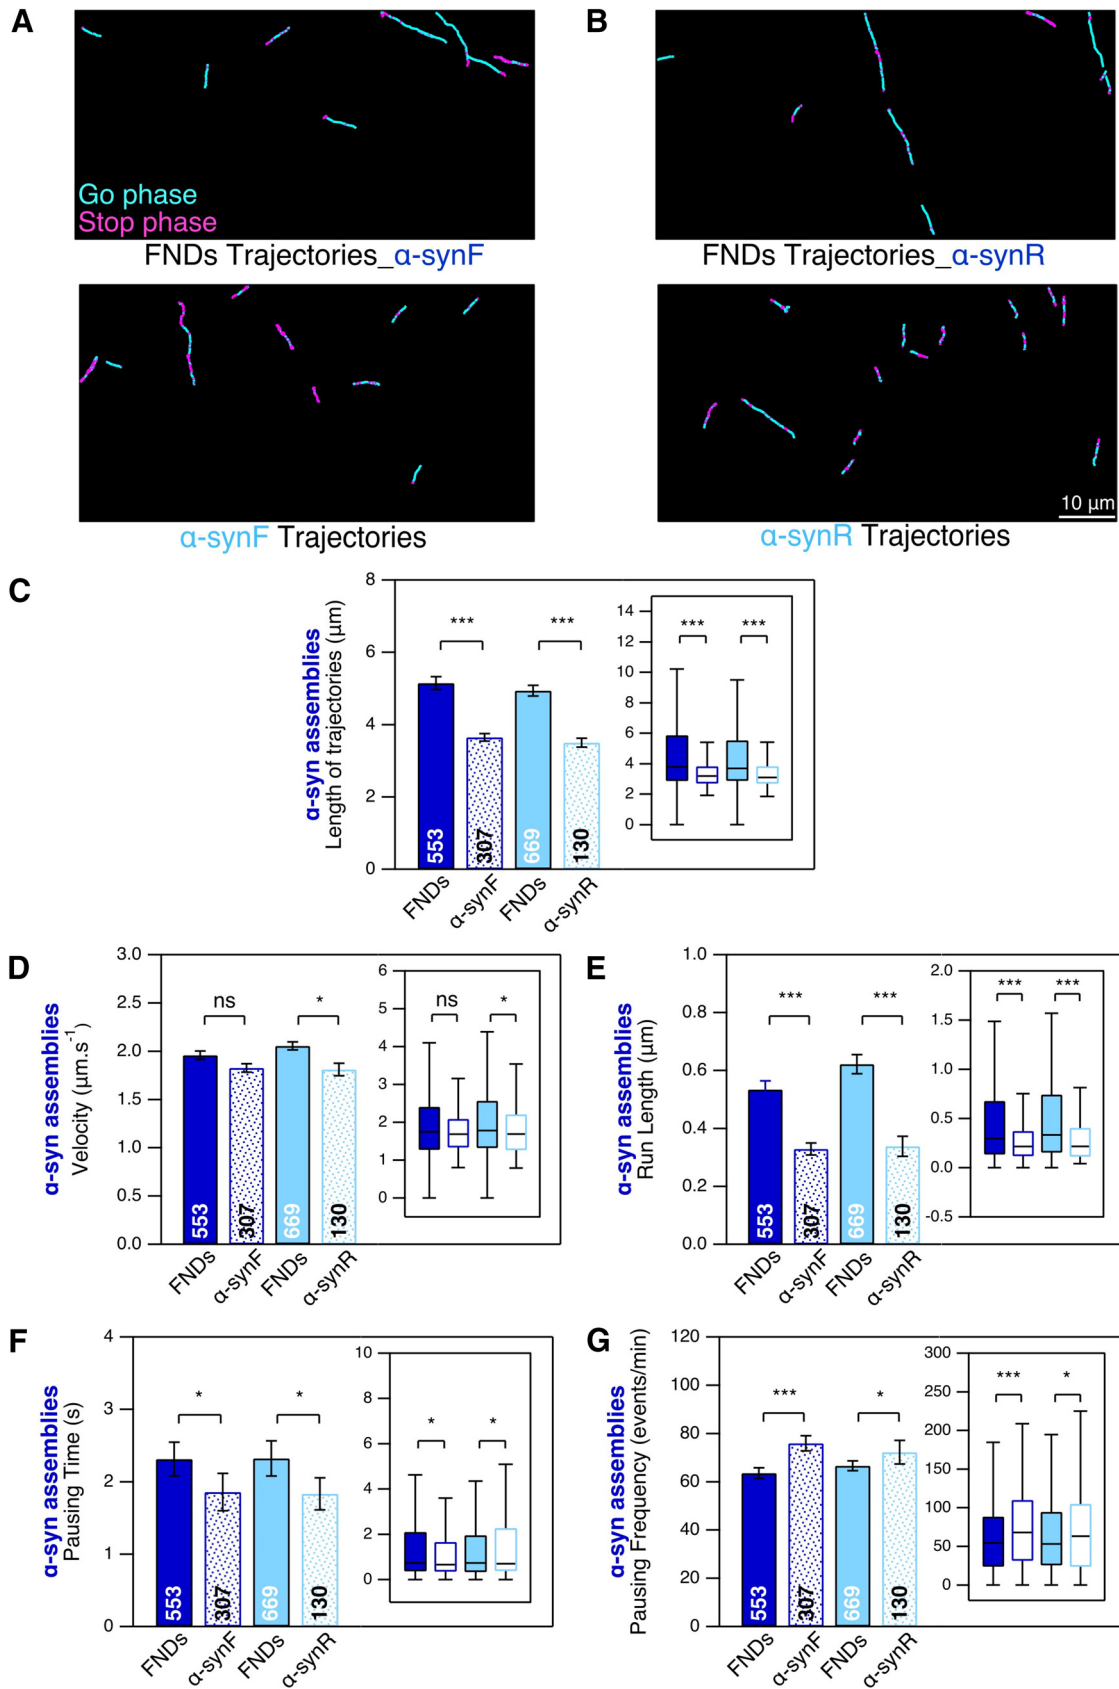 A
Go phase
Stop phase
FNDs Trajectories_α-synF
α-synF Trajectories
B
FNDs Trajectories_α-synR
10 µm
α-synR Trajectories
C
α-syn assemblies
Length of trajectories (µm)
8
6
4
2
0
***
***
553
307
669
130
FNDs
α-synF
FNDs
α-synR
14
12
10
8
6
4
2
0
***
***
D
α-syn assemblies
Velocity (µm.s-1)
3.0
2.5
2.0
1.5
1.0
0.5
0.0
ns
*
553
307
669
130
FNDs
α-synF
FNDs
α-synR
6
5
4
3
2
1
0
ns
*
E
α-syn assemblies
Run Length (µm)
1.0
0.8
0.6
0.4
0.2
0.0
***
***
553
307
669
130
FNDs
α-synF
FNDs
α-synR
2.0
1.5
1.0
0.5
0.0
-0.5
***
***
F
α-syn assemblies
Pausing Time (s)
4
3
2
1
0
*
*
553
307
669
130
FNDs
α-synF
FNDs
α-synR
10
8
6
4
2
0
*
*
G
α-syn assemblies
Pausing Frequency (events/min)
120
100
80
60
40
20
0
***
*
553
307
669
130
FNDs
α-synF
FNDs
α-synR
300
250
200
150
100
50
0
***
*